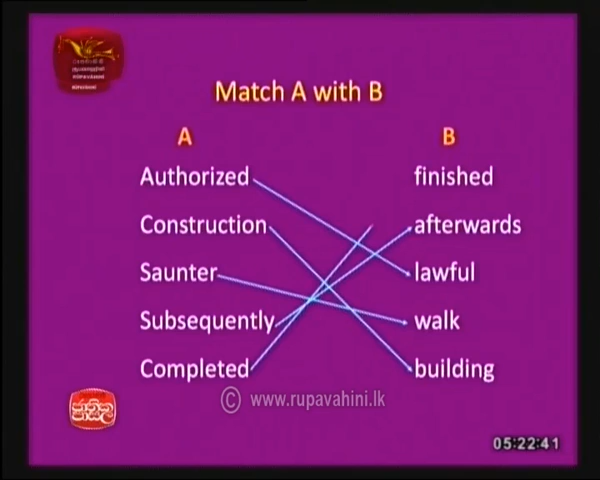 Match A with B
A B
Authorized finished
Construction afterwards
Saunter lawful
Subsequently walk
Completed building
© www.rupavahini.lk
05:22:41